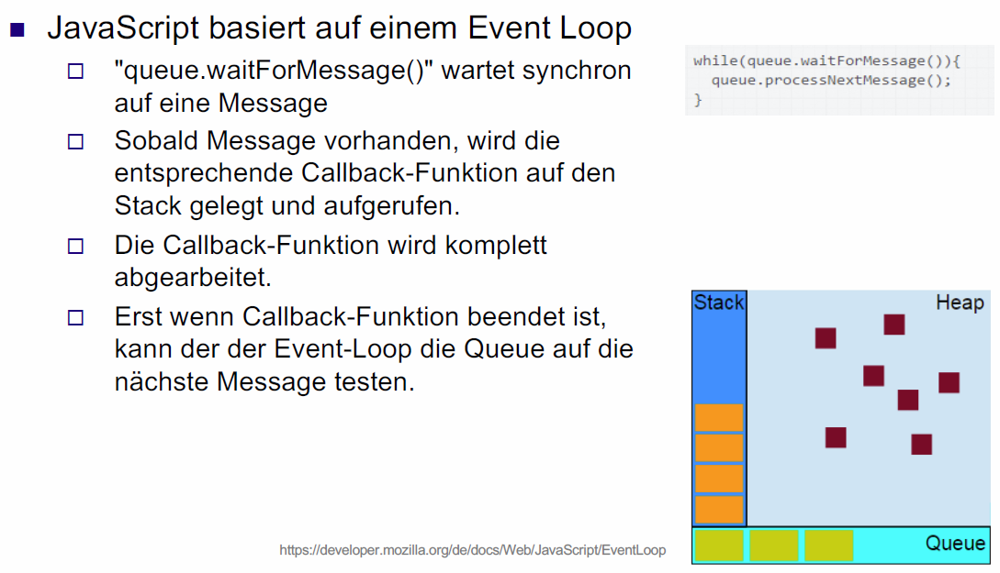 JavaScript basiert auf einem Event Loop
"queue.waitForMessage()" wartet synchron
auf eine Message
Sobald Message vorhanden, wird die
entsprechende Callback-Funktion auf den
Stack gelegt und aufgerufen.
Die Callback-Funktion wird komplett
abgearbeitet.
Erst wenn Callback-Funktion beendet ist,
kann der der Event-Loop die Queue auf die
nächste Message testen.
while(queue.waitForMessage()){
  queue.processNextMessage();
}
Stack
Heap
Queue
https://developer.mozilla.org/de/docs/Web/JavaScript/EventLoop